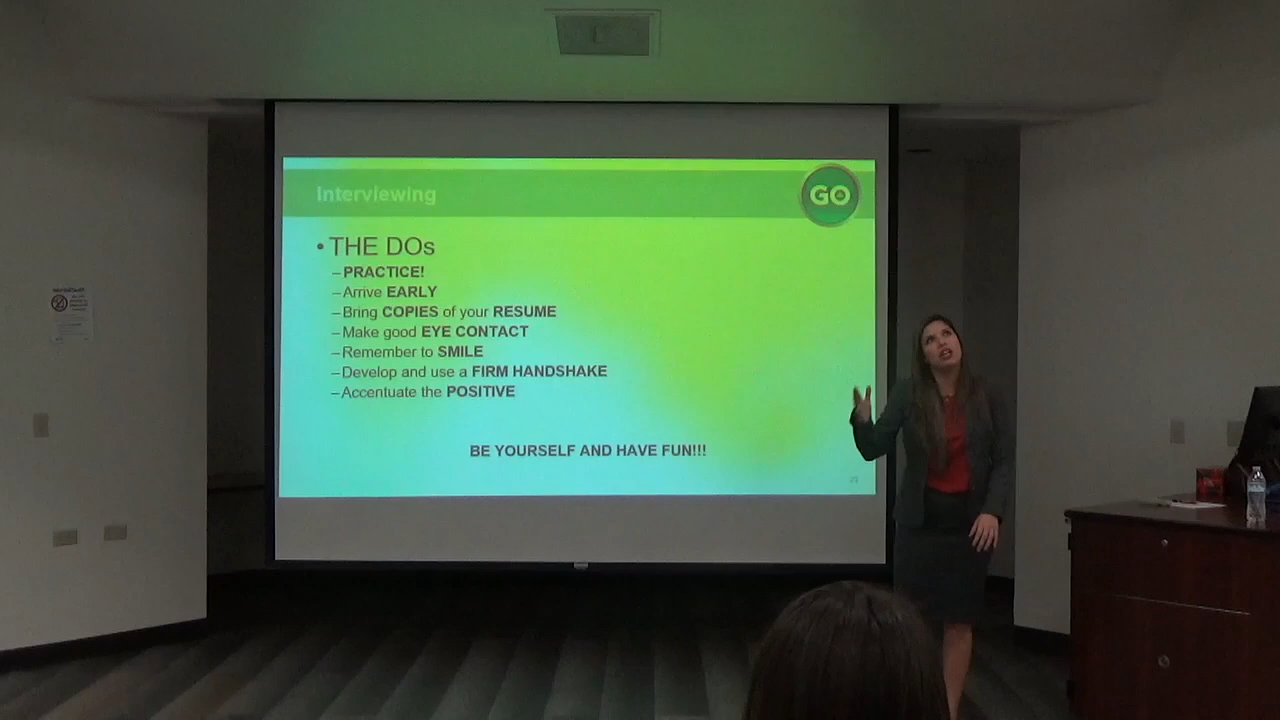 Interviewing
GO
• THE DOs
– PRACTICE!
– Arrive EARLY
– Bring COPIES of your RESUME
– Make good EYE CONTACT
– Remember to SMILE
– Develop and use a FIRM HANDSHAKE
– Accentuate the POSITIVE
BE YOURSELF AND HAVE FUN!!!